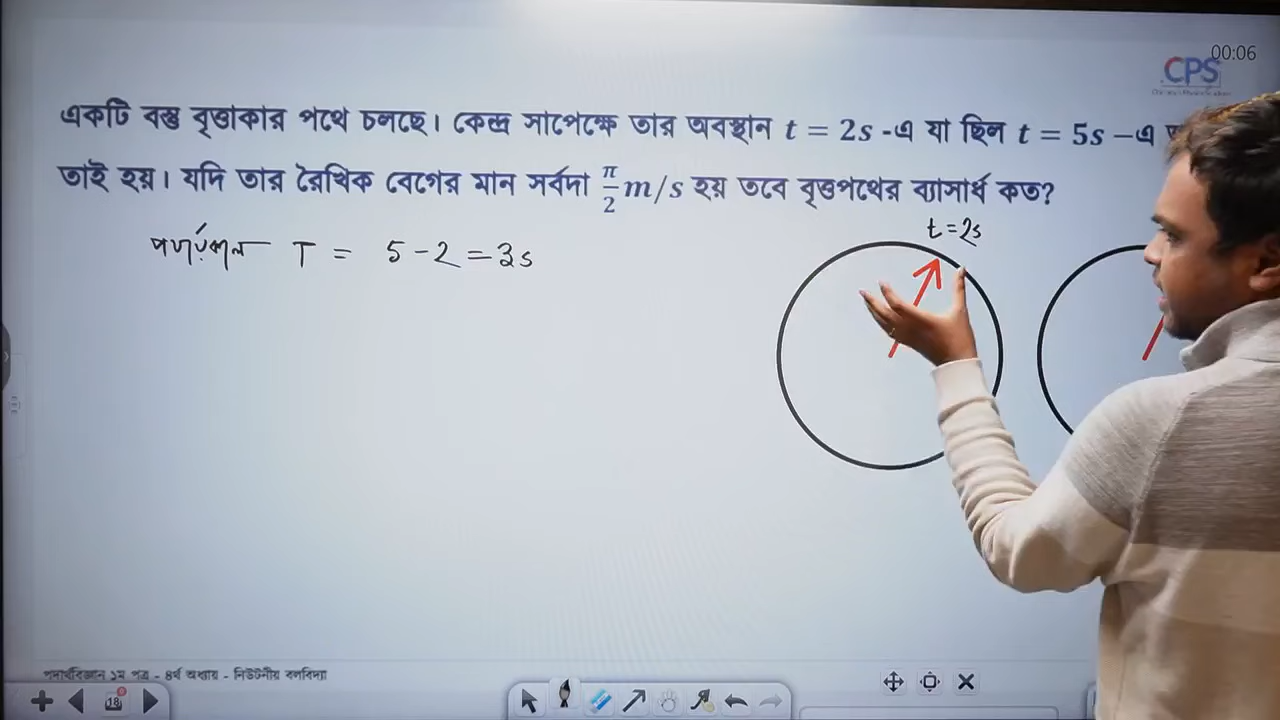 00:06
CPS
একটি বস্তু বৃত্তাকার পথে চলছে। কেন্দ্র সাপেক্ষে তার অবস্থান t = 2s -এ যা ছিল t = 5s –এ
তাই হয়। যদি তার রৈখিক বেগের মান সর্বদা π/2 m/s হয় তবে বৃত্তপথের ব্যাসার্ধ কত?
t = 2s
পর্যায়কাল T = 5 - 2 = 3s
পদার্থবিজ্ঞান ১ম পত্র - ৪র্থ অধ্যায় - নিউটনীয় বলবিদ্যা
18